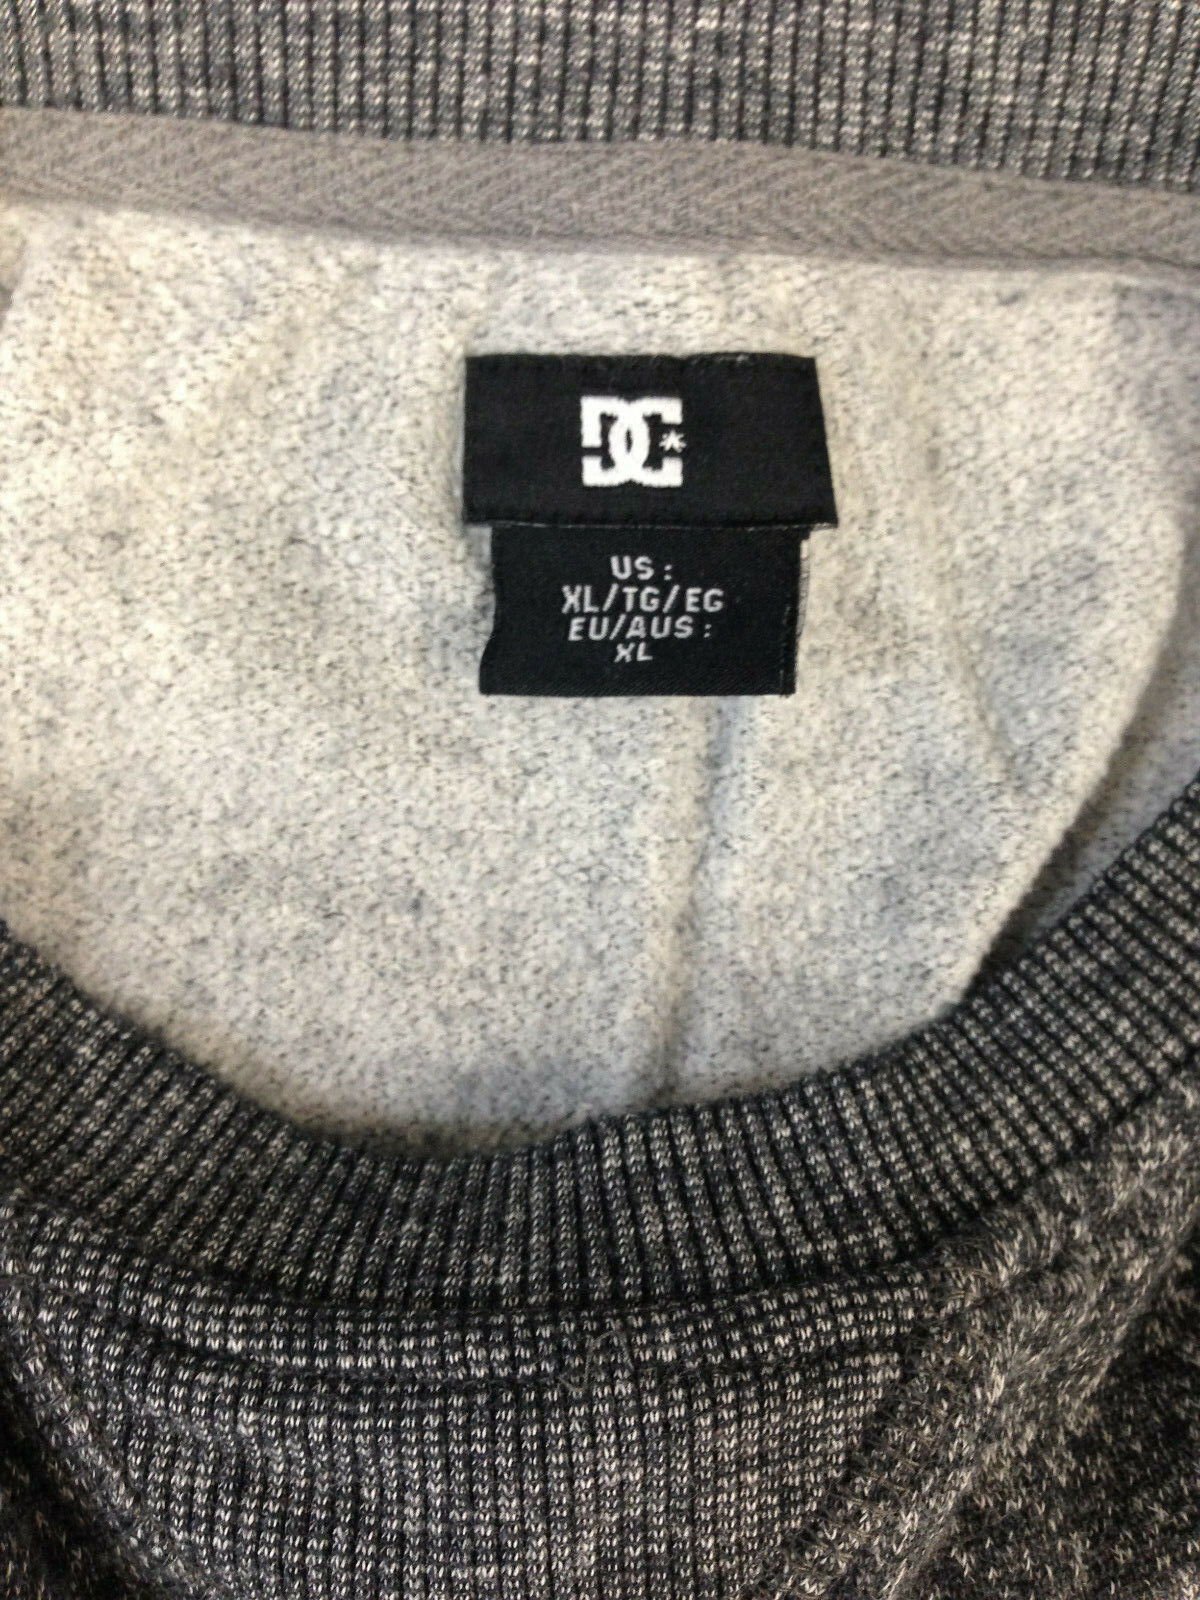 DC*
US :
XL/TG/EG
EU/AUS :
XL